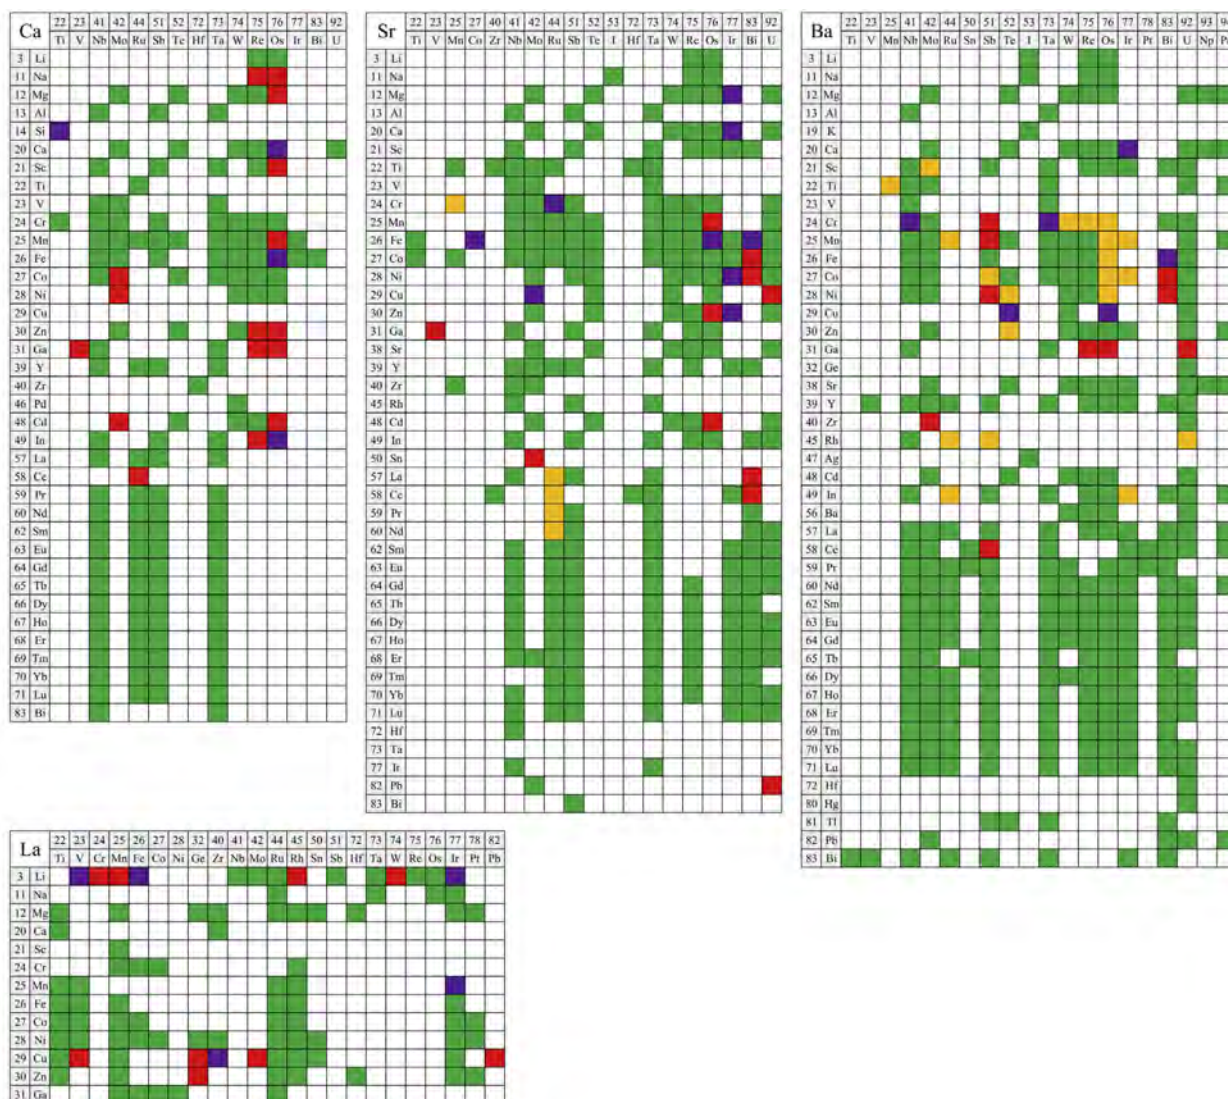 Ca
22 23 41 42 44 51 52 72 73 74 75 76 77 83 92
Ti V Nb Mo Ru Sb Te Hf Ta W Re Os Ir Bi U
3 Li
11 Na
12 Mg
13 Al
14 Si
20 Ca
21 Sc
22 Ti
23 V
24 Cr
25 Mn
26 Fe
27 Co
28 Ni
29 Cu
30 Zn
31 Ga
39 Y
40 Zr
46 Pd
48 Cd
49 In
57 La
58 Ce
59 Pr
60 Nd
62 Sm
63 Eu
64 Gd
65 Tb
66 Dy
67 Ho
68 Er
69 Tm
70 Yb
71 Lu
83 Bi
Sr
22 23 25 27 40 41 42 44 51 52 53 72 73 74 75 76 77 83 92
Ti V Mn Co Zr Nb Mo Ru Sb Te I Hf Ta W Re Os Ir Bi U
3 Li
11 Na
12 Mg
13 Al
20 Ca
21 Sc
22 Ti
23 V
24 Cr
25 Mn
26 Fe
27 Co
28 Ni
29 Cu
30 Zn
31 Ga
38 Sr
39 Y
40 Zr
45 Rh
48 Cd
49 In
50 Sn
57 La
58 Ce
59 Pr
60 Nd
62 Sm
63 Eu
64 Gd
65 Tb
66 Dy
67 Ho
68 Er
69 Tm
70 Yb
71 Lu
72 Hf
73 Ta
77 Ir
82 Pb
83 Bi
Ba
22 23 25 41 42 44 50 51 52 53 73 74 75 76 77 78 83 92 93
Ti V Mn Nb Mo Ru Sn Sb Te I Ta W Re Os Ir Pt Bi U Np
3 Li
11 Na
12 Mg
13 Al
19 K
20 Ca
21 Sc
22 Ti
23 V
24 Cr
25 Mn
26 Fe
27 Co
28 Ni
29 Cu
30 Zn
31 Ga
32 Ge
38 Sr
39 Y
40 Zr
45 Rh
47 Ag
48 Cd
49 In
56 Ba
57 La
58 Ce
59 Pr
60 Nd
62 Sm
63 Eu
64 Gd
65 Tb
66 Dy
67 Ho
68 Er
69 Tm
70 Yb
71 Lu
72 Hf
80 Hg
81 Tl
82 Pb
83 Bi
La
22 23 24 25 26 27 28 32 40 41 42 44 45 50 51 72 73 74 75 76 77 78 82
Ti V Cr Mn Fe Co Ni Ge Zr Nb Mo Ru Rh Sn Sb Hf Ta W Re Os Ir Pt Pb
3 Li
11 Na
12 Mg
20 Ca
21 Sc
24 Cr
25 Mn
26 Fe
27 Co
28 Ni
29 Cu
30 Zn
31 Ga